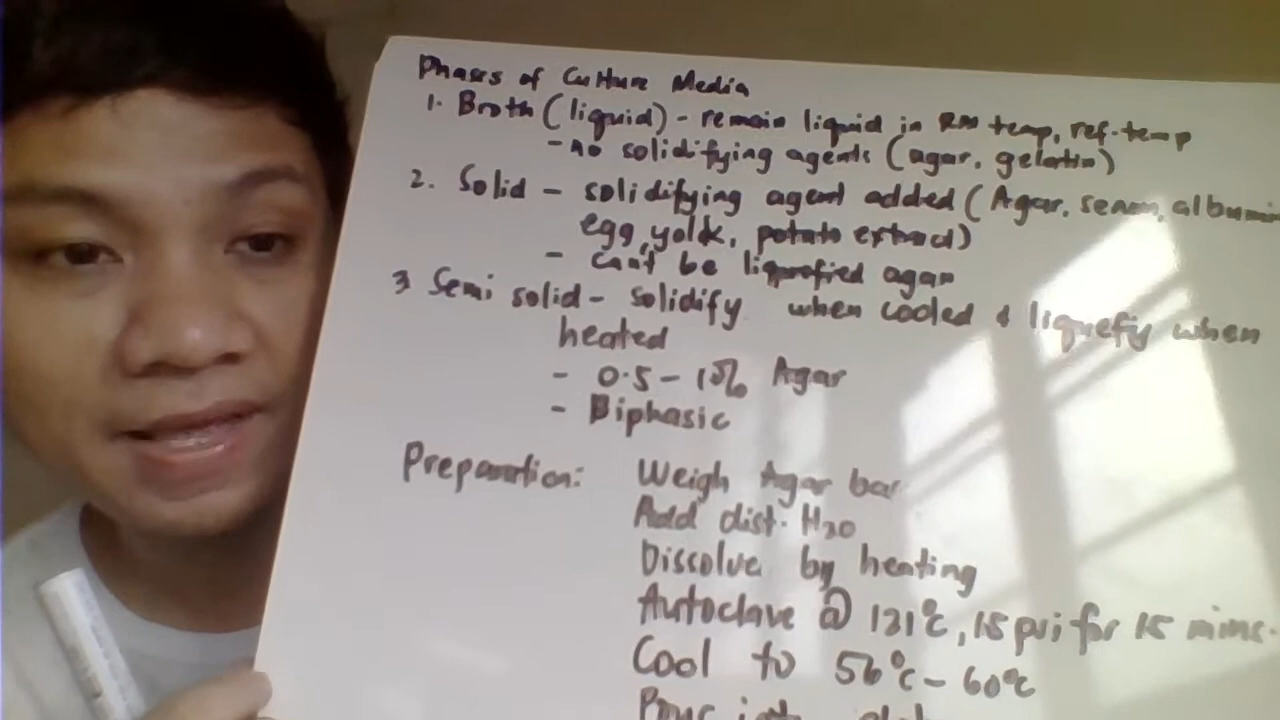 Phases of Culture Media
1. Broth (liquid) - remain liquid in RM temp, ref. temp
- no solidifying agents (agar, gelatin)
2. Solid - solidifying agent added (Agar, serum, albumin
egg yolk, potato extract)
- can't be liquefied again
3 Semi solid - solidify when cooled & liquefy when
heated
- 0.5 - 1% Agar
- Biphasic
Preparation: Weigh Agar bar
Add dist. H2O
Dissolve by heating
Autoclave @ 121°C, 15 psi for 15 mins.
Cool to 56°C - 60°C
Pour into